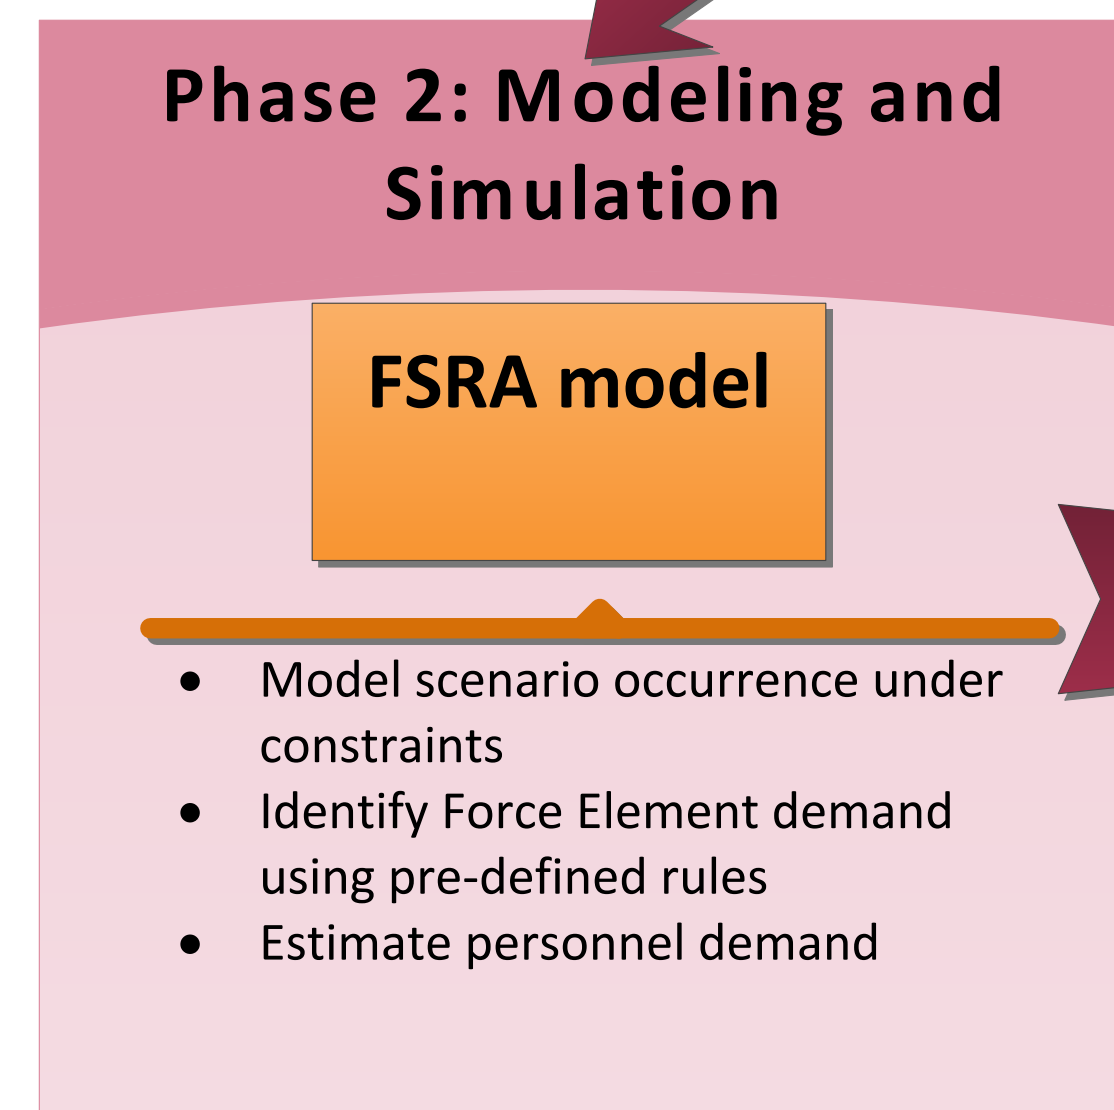 Phase 2: Modeling and
Simulation
FSRA model
• Model scenario occurrence under
constraints
• Identify Force Element demand
using pre-defined rules
• Estimate personnel demand